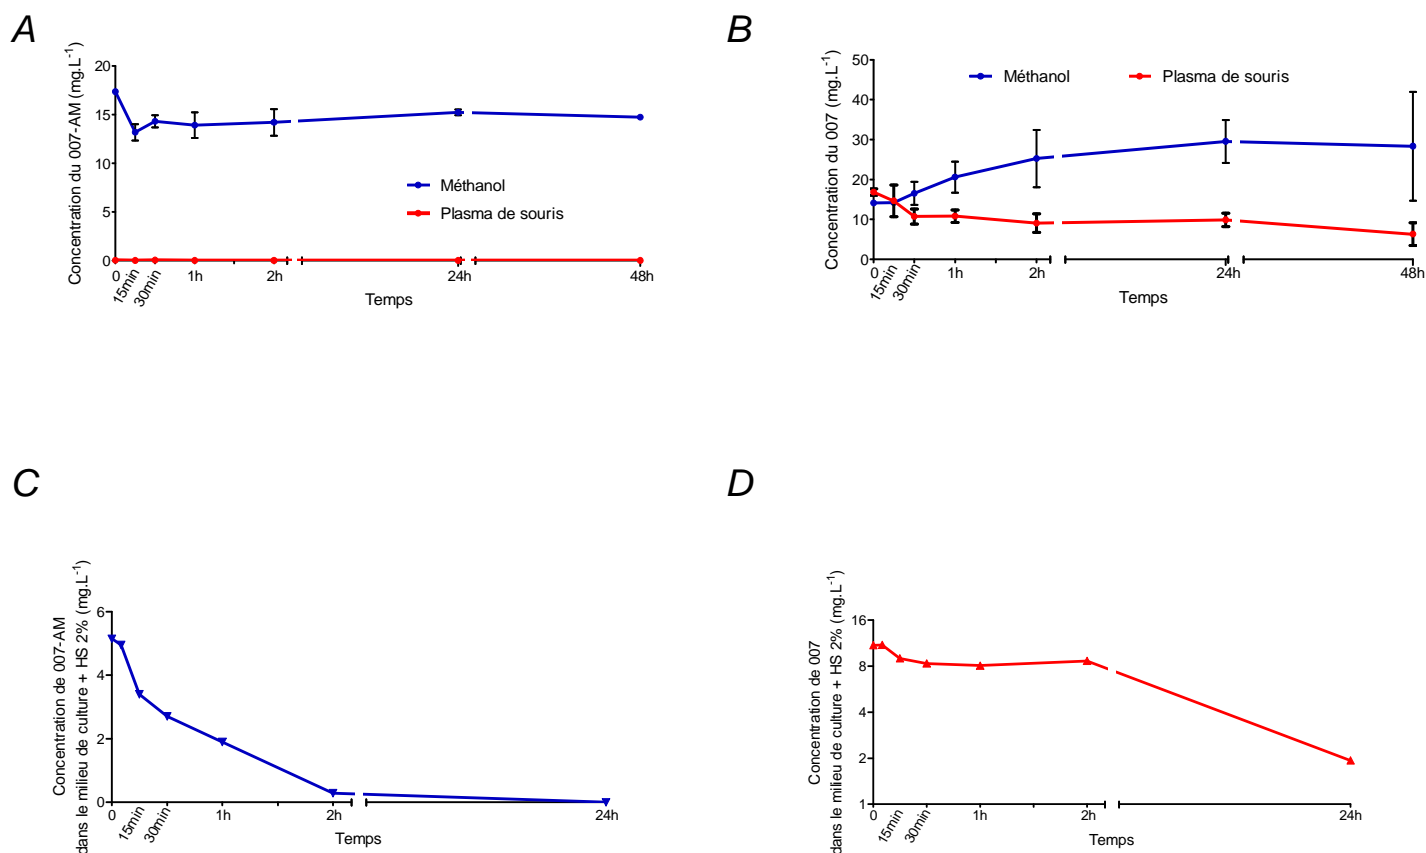 A
Concentration du 007-AM (mg.L-1)
20
15
10
5
0
Méthanol
Plasma de souris
0
15min
30min
1h
2h
24h
48h
Temps
B
Concentration du 007 (mg.L-1)
50
40
30
20
10
0
Méthanol
Plasma de souris
0
15min
30min
1h
2h
24h
48h
Temps
C
Concentration de 007-AM
dans le milieu de culture + HS 2% (mg.L-1)
6
4
2
0
0
15min
30min
1h
2h
24h
Temps
D
Concentration de 007
dans le milieu de culture + HS 2% (mg.L-1)
16
8
4
2
1
0
15min
30min
1h
2h
24h
Temps